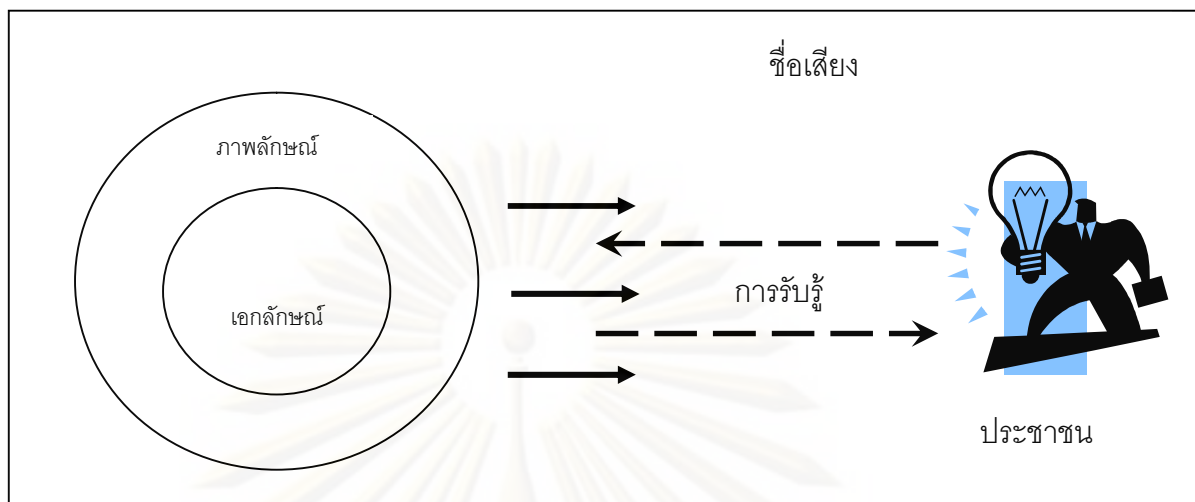 ชื่อเสียง
ภาพลักษณ์
เอกลักษณ์
การรับรู้
ประชาชน